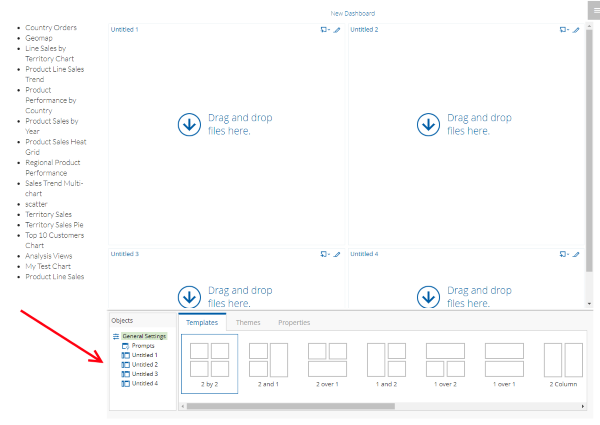 New Dashboard
Country Orders
Geomap
Line Sales by
Territory Chart
Product Line Sales
Trend
Product
Performance by
Country
Product Sales by
Year
Product Sales Heat
Grid
Regional Product
Performance
Sales Trend Multi-
chart
scatter
Territory Sales
Territory Sales Pie
Top 10 Customers
Chart
Analysis Views
My Test Chart
Product Line Sales
Untitled 1
Drag and drop
files here.
Untitled 2
Drag and drop
files here.
Untitled 3
Drag and drop
files here.
Untitled 4
Drag and drop
files here.
Objects
General Settings
Prompts
Untitled 1
Untitled 2
Untitled 3
Untitled 4
Templates Themes Properties
2 by 2 2 and 1 2 over 1 1 and 2 1 over 2 1 over 1 2 Column